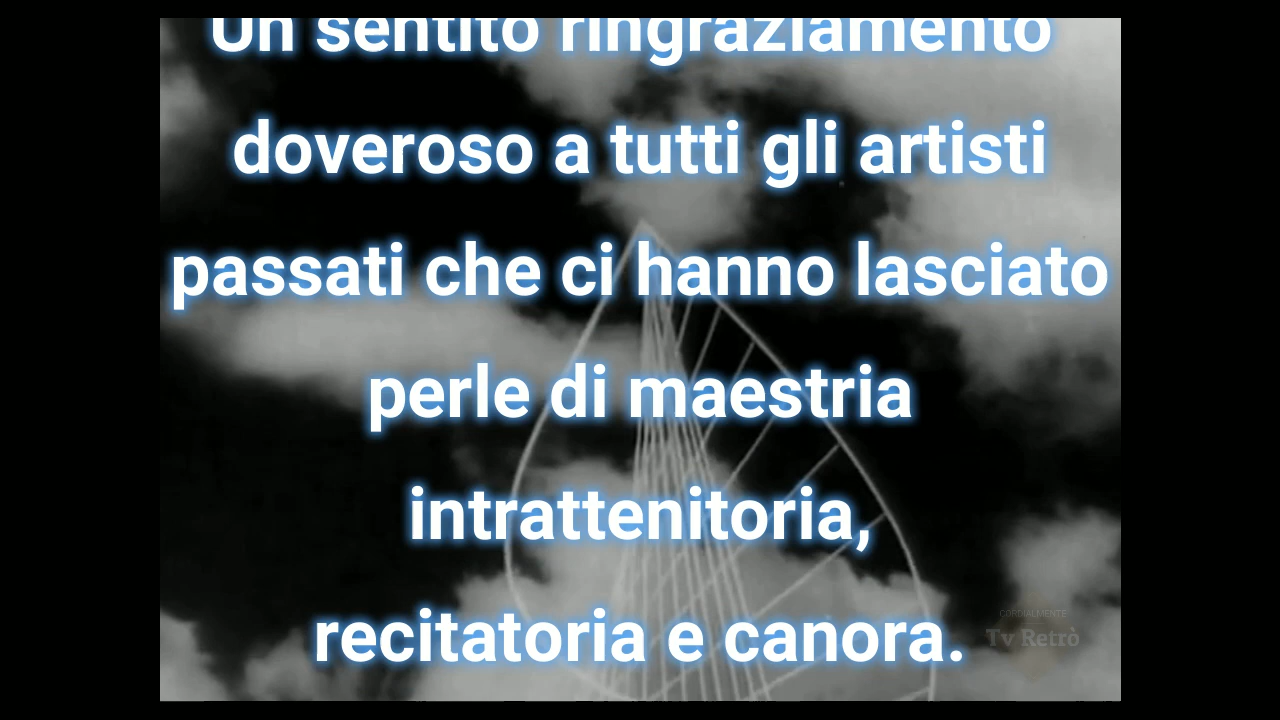 Un sentito ringraziamento
doveroso a tutti gli artisti
passati che ci hanno lasciato
perle di maestria
intrattenitoria,
recitatoria e canora.
CORDIALMENTE
Tv Retrò